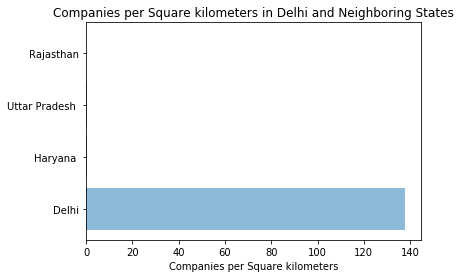 Companies per Square kilometers in Delhi and Neighboring States
Rajasthan
Uttar Pradesh
Haryana
Delhi
0 20 40 60 80 100 120 140
Companies per Square kilometers